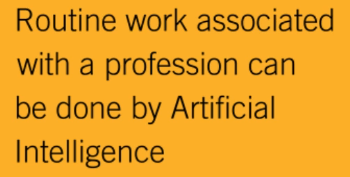 Routine work associated
with a profession can
be done by Artificial
Intelligence